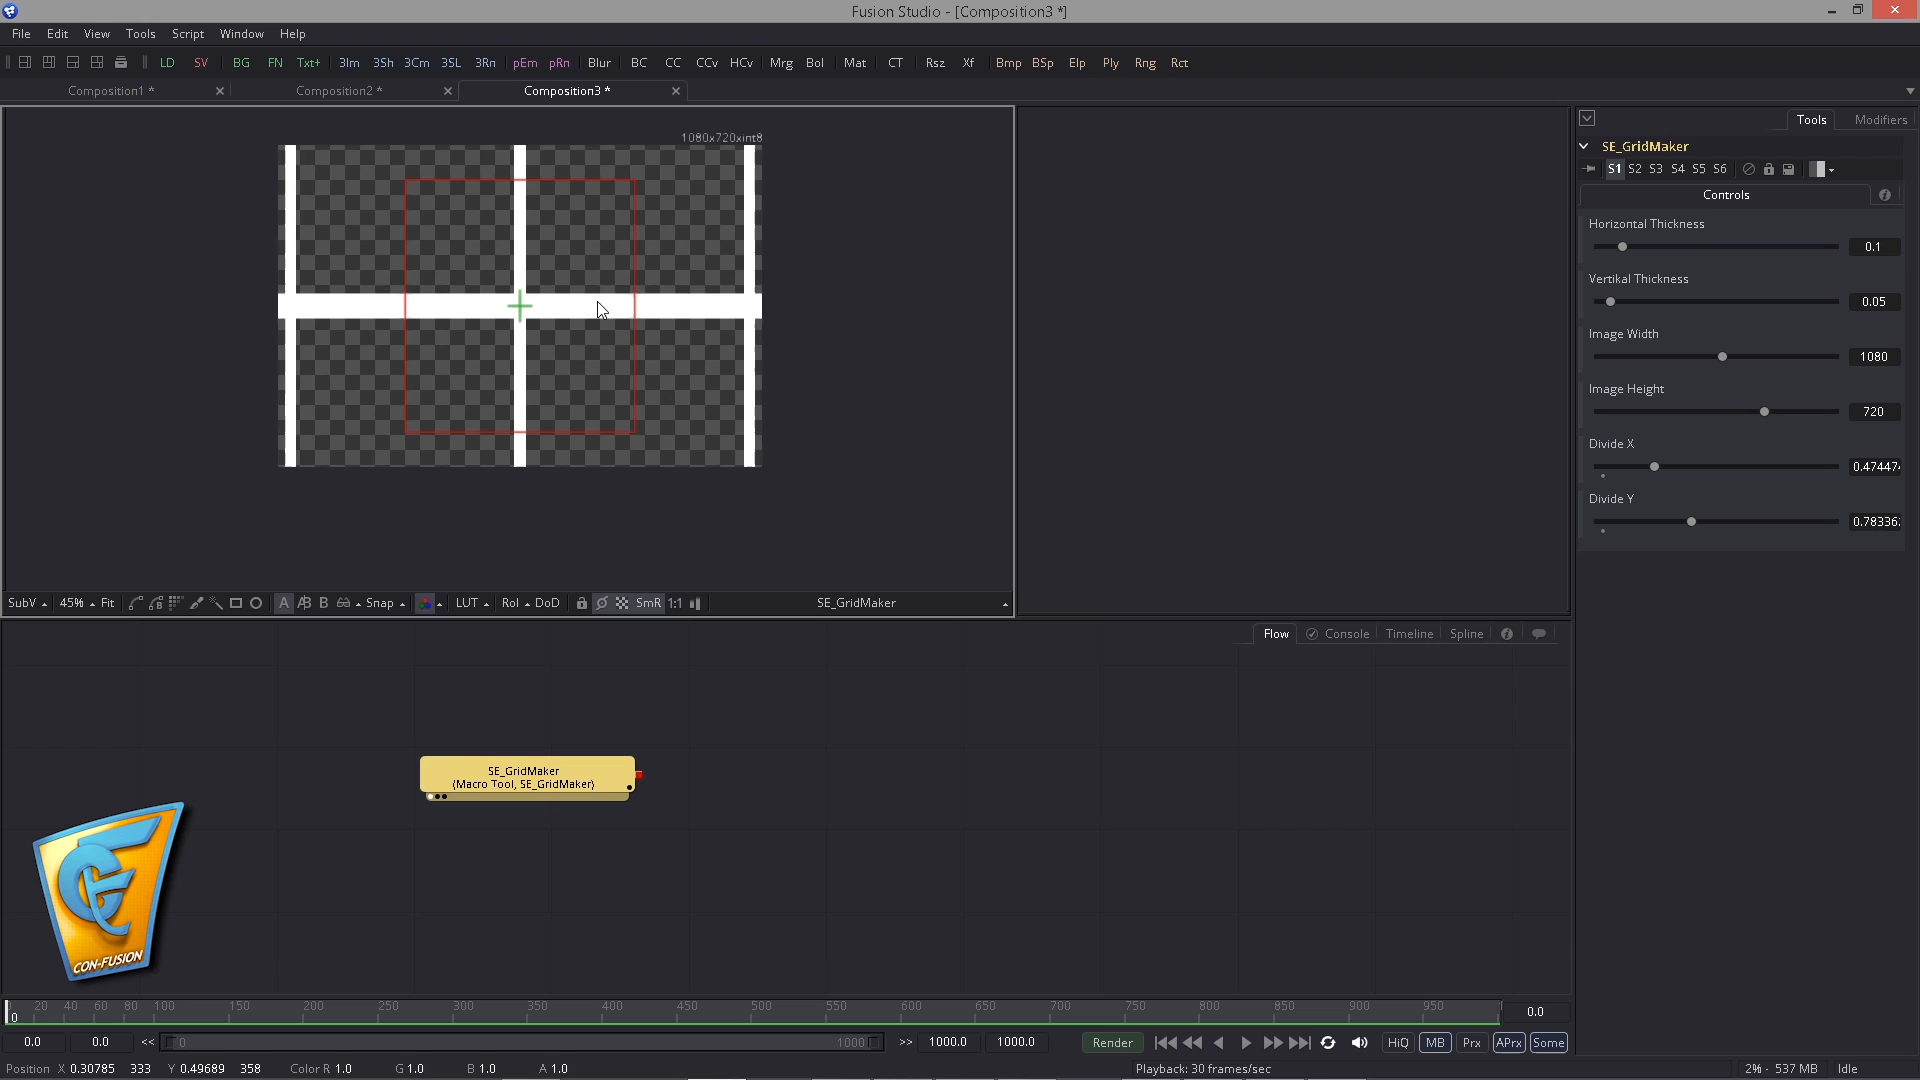 Fusion Studio - [Composition3 *]
File Edit View Tools Script Window Help
LD SV BG FN Txt+ 3Im 3Sh 3Cm 3SL 3Rn pEm pRn Blur BC CC CCv HCv Mrg Bol Mat CT Rsz Xf Bmp BSp Elp Ply Rng Rct
Composition1 * Composition2 * Composition3 *
1080x720xint8
Tools Modifiers
SE_GridMaker
S1 S2 S3 S4 S5 S6
Controls
Horizontal Thickness
0.1
Vertikal Thickness
0.05
Image Width
1080
Image Height
720
Divide X
0.47447
Divide Y
0.78336
SubV 45% Fit A A|B B Snap LUT RoI DoD SmR 1:1 SE_GridMaker
Flow Console Timeline Spline
SE_GridMaker
(Macro Tool, SE_GridMaker)
CON-FUSION
0 20 40 60 80 100 150 200 250 300 350 400 450 500 550 600 650 700 750 800 850 900 950 0.0
0.0 0.0 << 0 1000 >> 1000.0 1000.0 Render HiQ MB Prx APrx Some
Position X 0.30785 333 Y 0.49689 358 Color R 1.0 G 1.0 B 1.0 A 1.0 Playback: 30 frames/sec 2% - 537 MB Idle